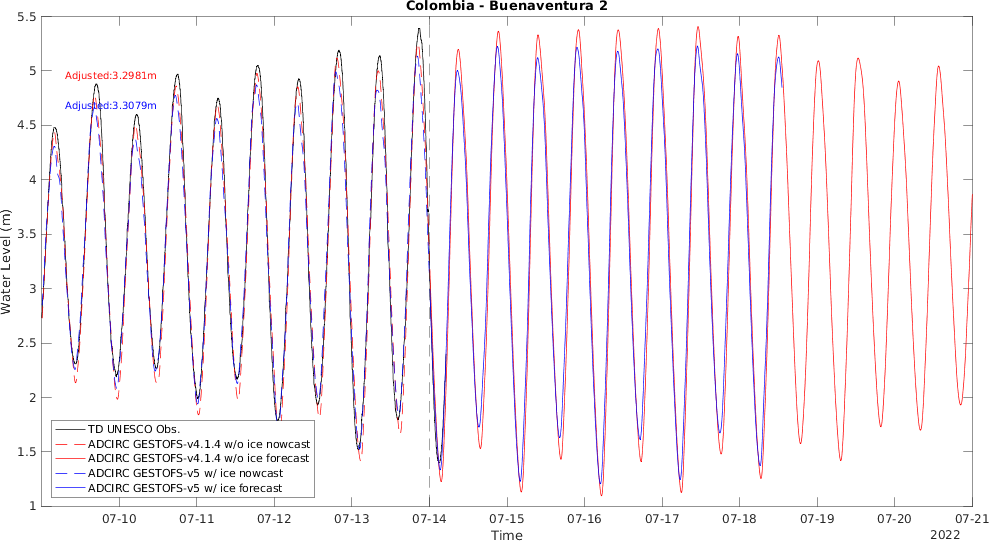 Colombia - Buenaventura 2
5.5
5
4.5
4
3.5
3
2.5
2
1.5
1
Water Level (m)
Adjusted:3.2981m
Adjusted:3.3079m
TD UNESCO Obs.
ADCIRC GESTOFS-v4.1.4 w/o ice nowcast
ADCIRC GESTOFS-v4.1.4 w/o ice forecast
ADCIRC GESTOFS-v5 w/ ice nowcast
ADCIRC GESTOFS-v5 w/ ice forecast
07-10 07-11 07-12 07-13 07-14 07-15 07-16 07-17 07-18 07-19 07-20 07-21
Time
2022